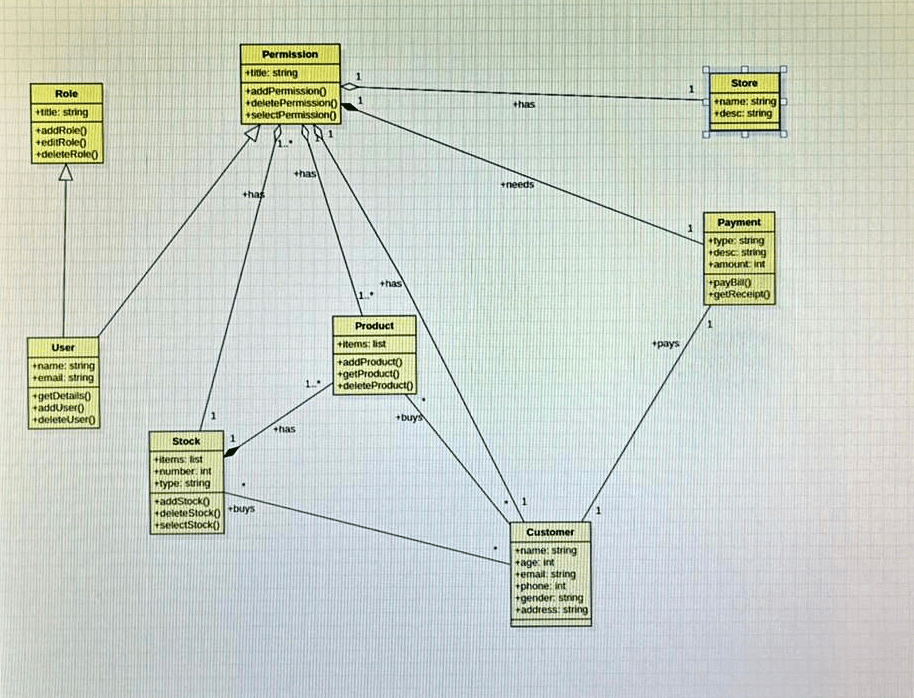 Permission
+title: string
+addPermission()
+deletePermission()
+selectPermission()
Role
+title: string
+addRole()
+editRole()
+deleteRole()
Store
+name: string
+desc: string
1
1
+has
1
+needs
1
1..*
1
1
+has
+has
+has
1..*
Payment
+type: string
+desc: string
+amount: int
+payBill()
+getReceipt()
1
+pays
User
+name: string
+email: string
+getDetails()
+addUser()
+deleteUser()
Product
+items: list
+addProduct()
+getProduct()
+deleteProduct()
1..*
*
+buys
1
1
+has
Stock
+items: list
+number: int
+type: string
+addStock()
+deleteStock()
+selectStock()
*
+buys
*
*
1
1
Customer
+name: string
+age: int
+email: string
+phone: int
+gender: string
+address: string